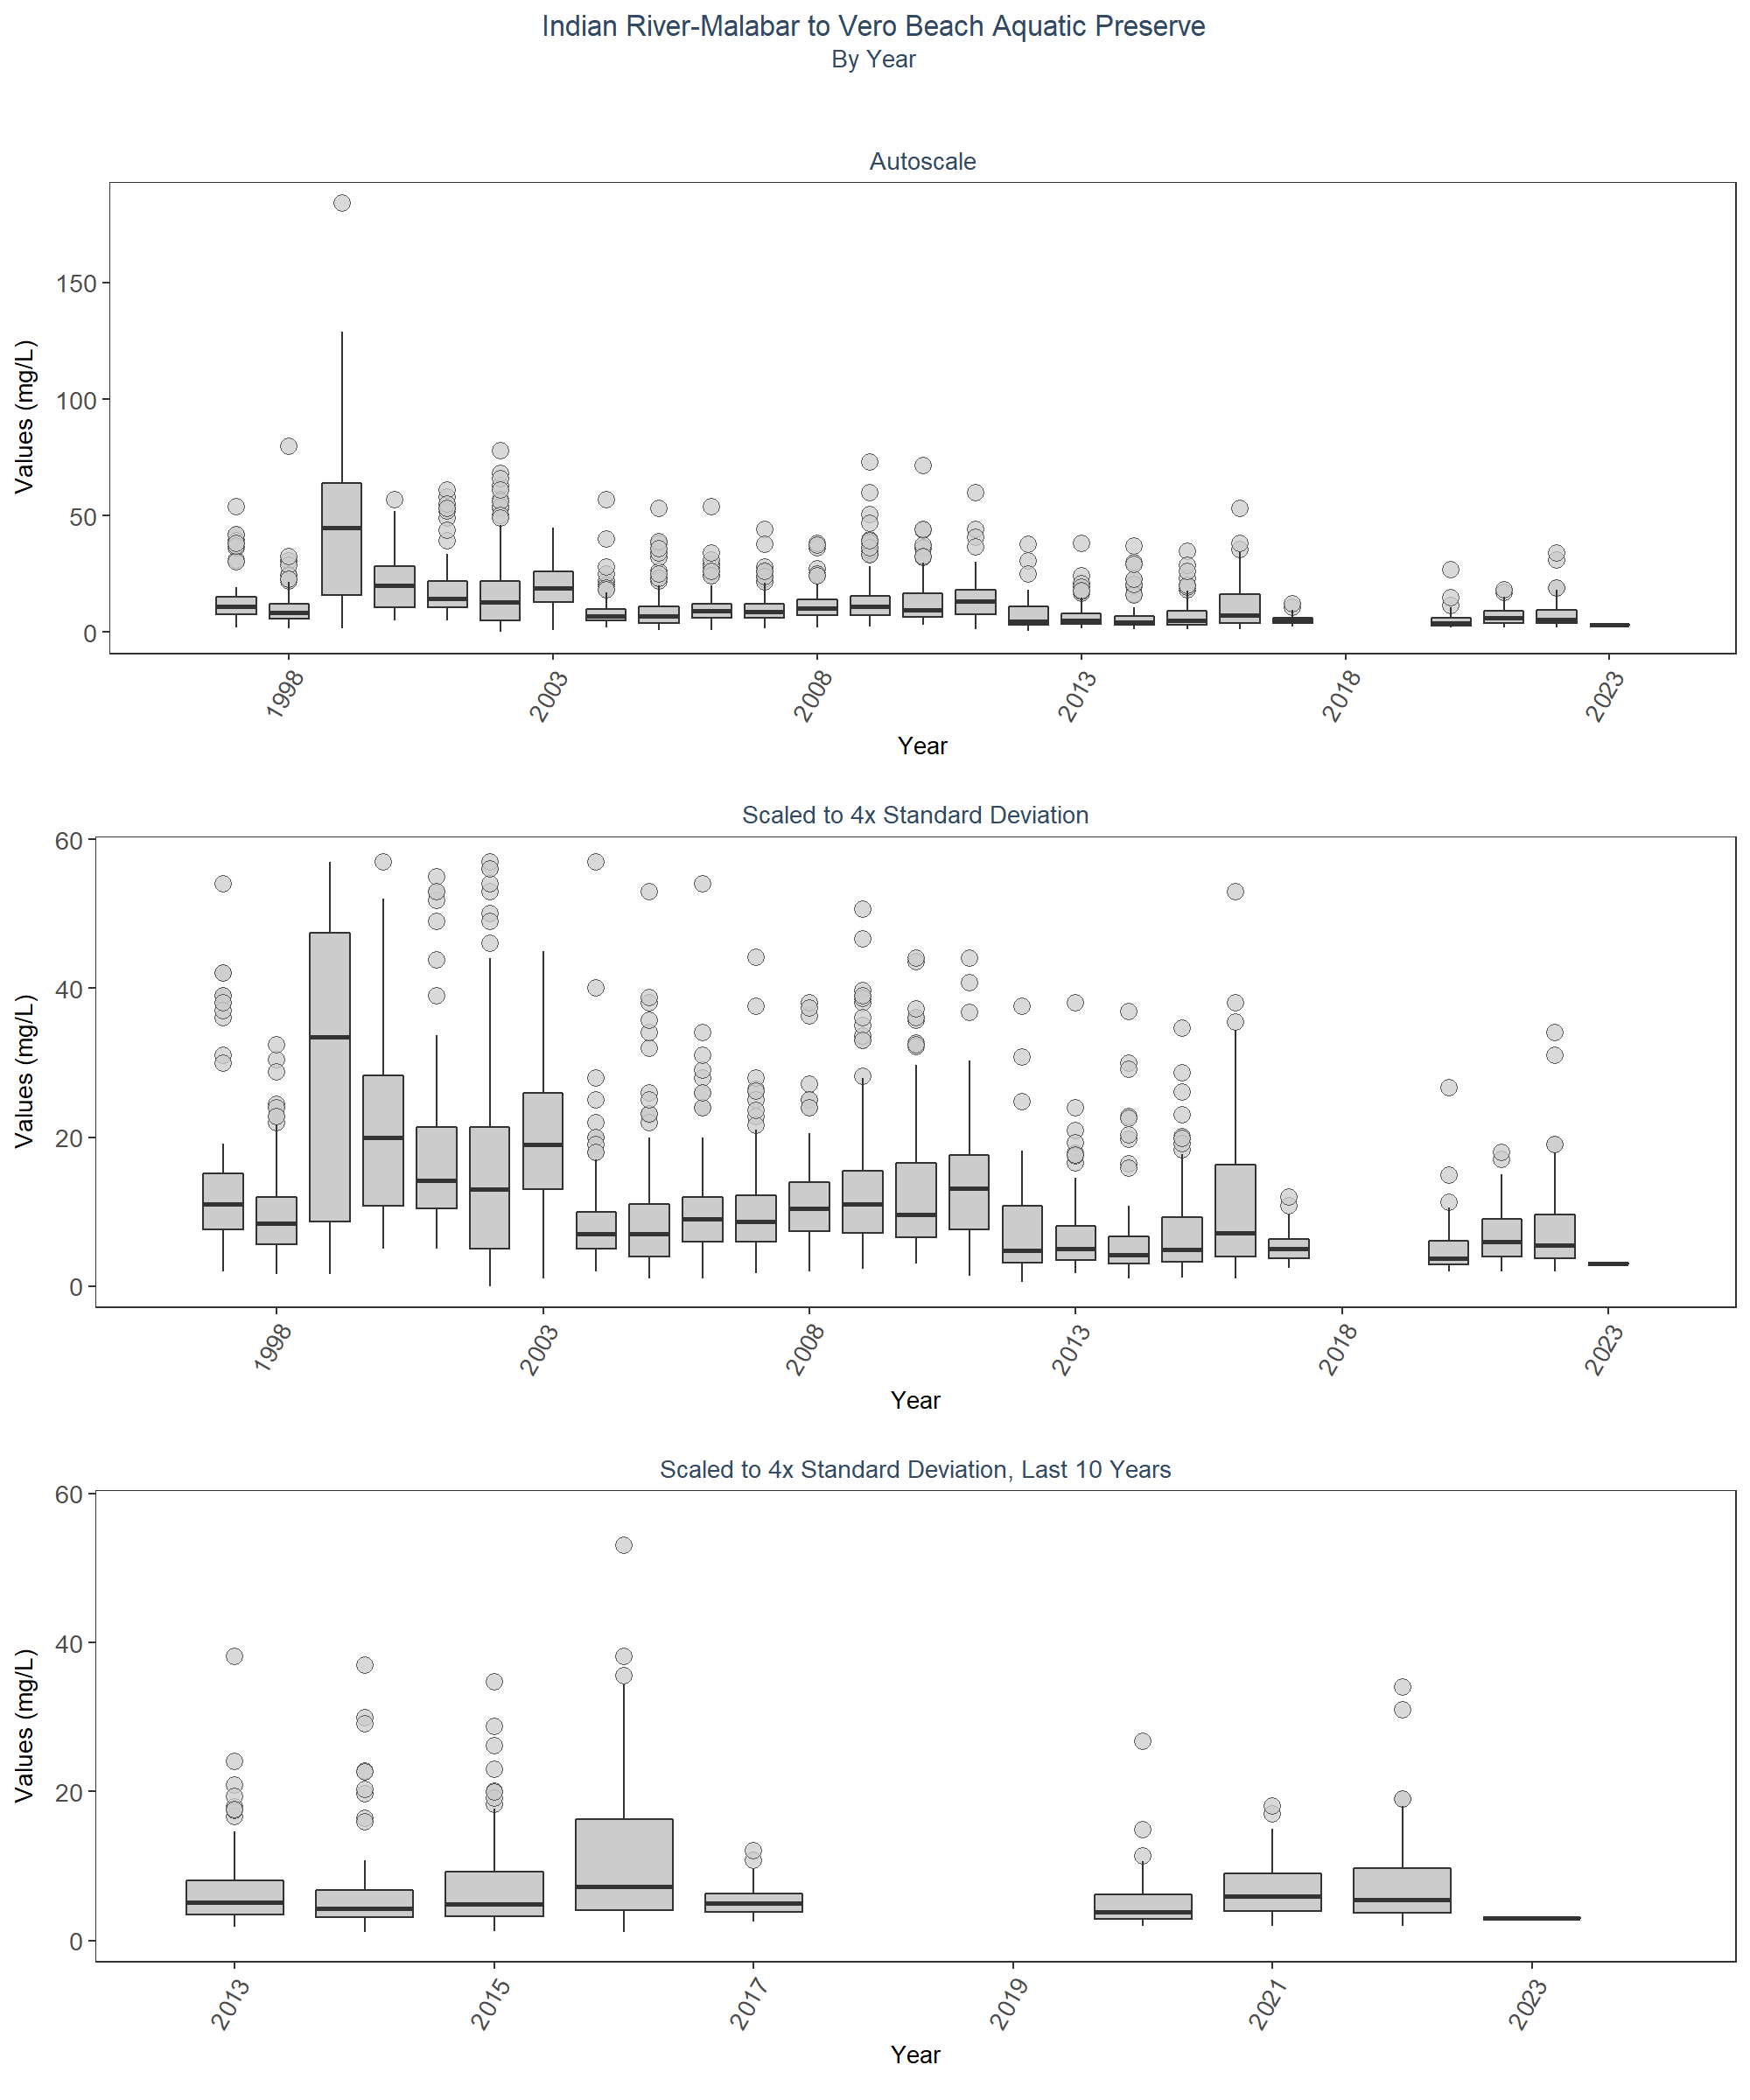 Indian River-Malabar to Vero Beach Aquatic Preserve
By Year
Autoscale
Values (mg/L)
150
100
50
0
1998
2003
2008
2013
2018
2023
Year
Scaled to 4x Standard Deviation
Values (mg/L)
60
40
20
0
1998
2003
2008
2013
2018
2023
Year
Scaled to 4x Standard Deviation, Last 10 Years
Values (mg/L)
60
40
20
0
2013
2015
2017
2019
2021
2023
Year